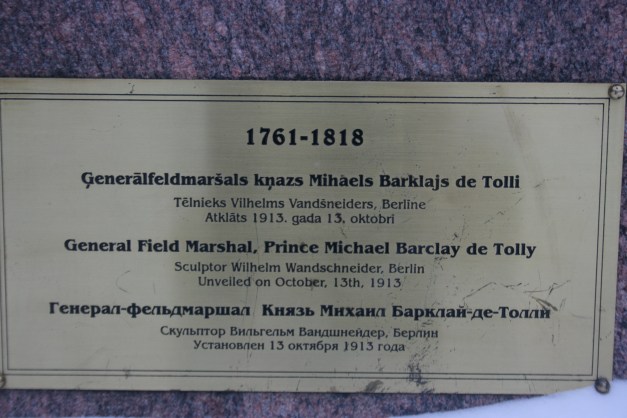 1761-1818
Ģenerālfeldmaršals kņazs Mihaels Barklajs de Tolli
Tēlnieks Vilhelms Vandšneiders, Berlīne
Atklāts 1913. gada 13. oktobrī
General Field Marshal, Prince Michael Barclay de Tolly
Sculptor Wilhelm Wandschneider, Berlin
Unveiled on October, 13th, 1913
Генерал-фельдмаршал Князь Михаил Барклай-де-Толли
Скульптор Вильгельм Вандшнейдер, Берлин
Установлен 13 октября 1913 года